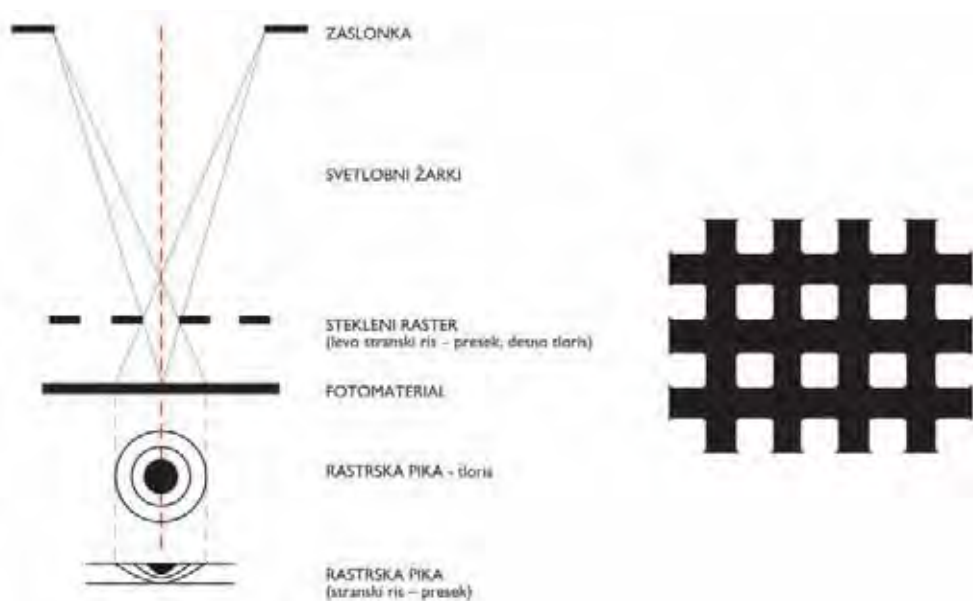 ZASLONKA
SVETLOBNI ŽARKI
STEKLENI RASTER
(levo stranski ris – presek, desno tloris)
FOTOMATERIAL
RASTRSKA PIKA - tloris
RASTRSKA PIKA
(stranski ris – presek)